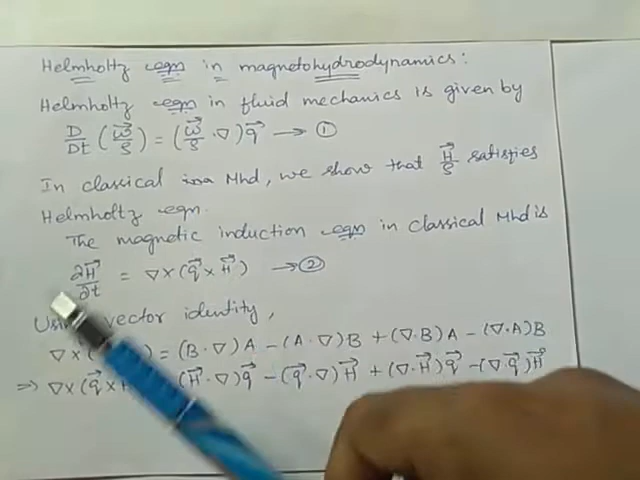 Helmholtz eqn in magnetohydrodynamics:
Helmholtz eqn in fluid mechanics is given by
D/Dt (ω⃗/ρ) = (ω⃗/ρ · ∇) q⃗ → ①
In classical Mhd, we show that H⃗/ρ satisfies
Helmholtz eqn.
The magnetic induction eqn in classical Mhd is
∂H⃗/∂t = ∇×(q⃗×H⃗) → ②
vector identity,
∇×( ) = (B·∇)A − (A·∇)B + (∇·B)A − (∇·A)B
⇒ ∇×(q⃗× (H⃗·∇)q⃗ − (q⃗·∇)H⃗ + (∇·H⃗)q⃗ − (∇·q⃗)H⃗